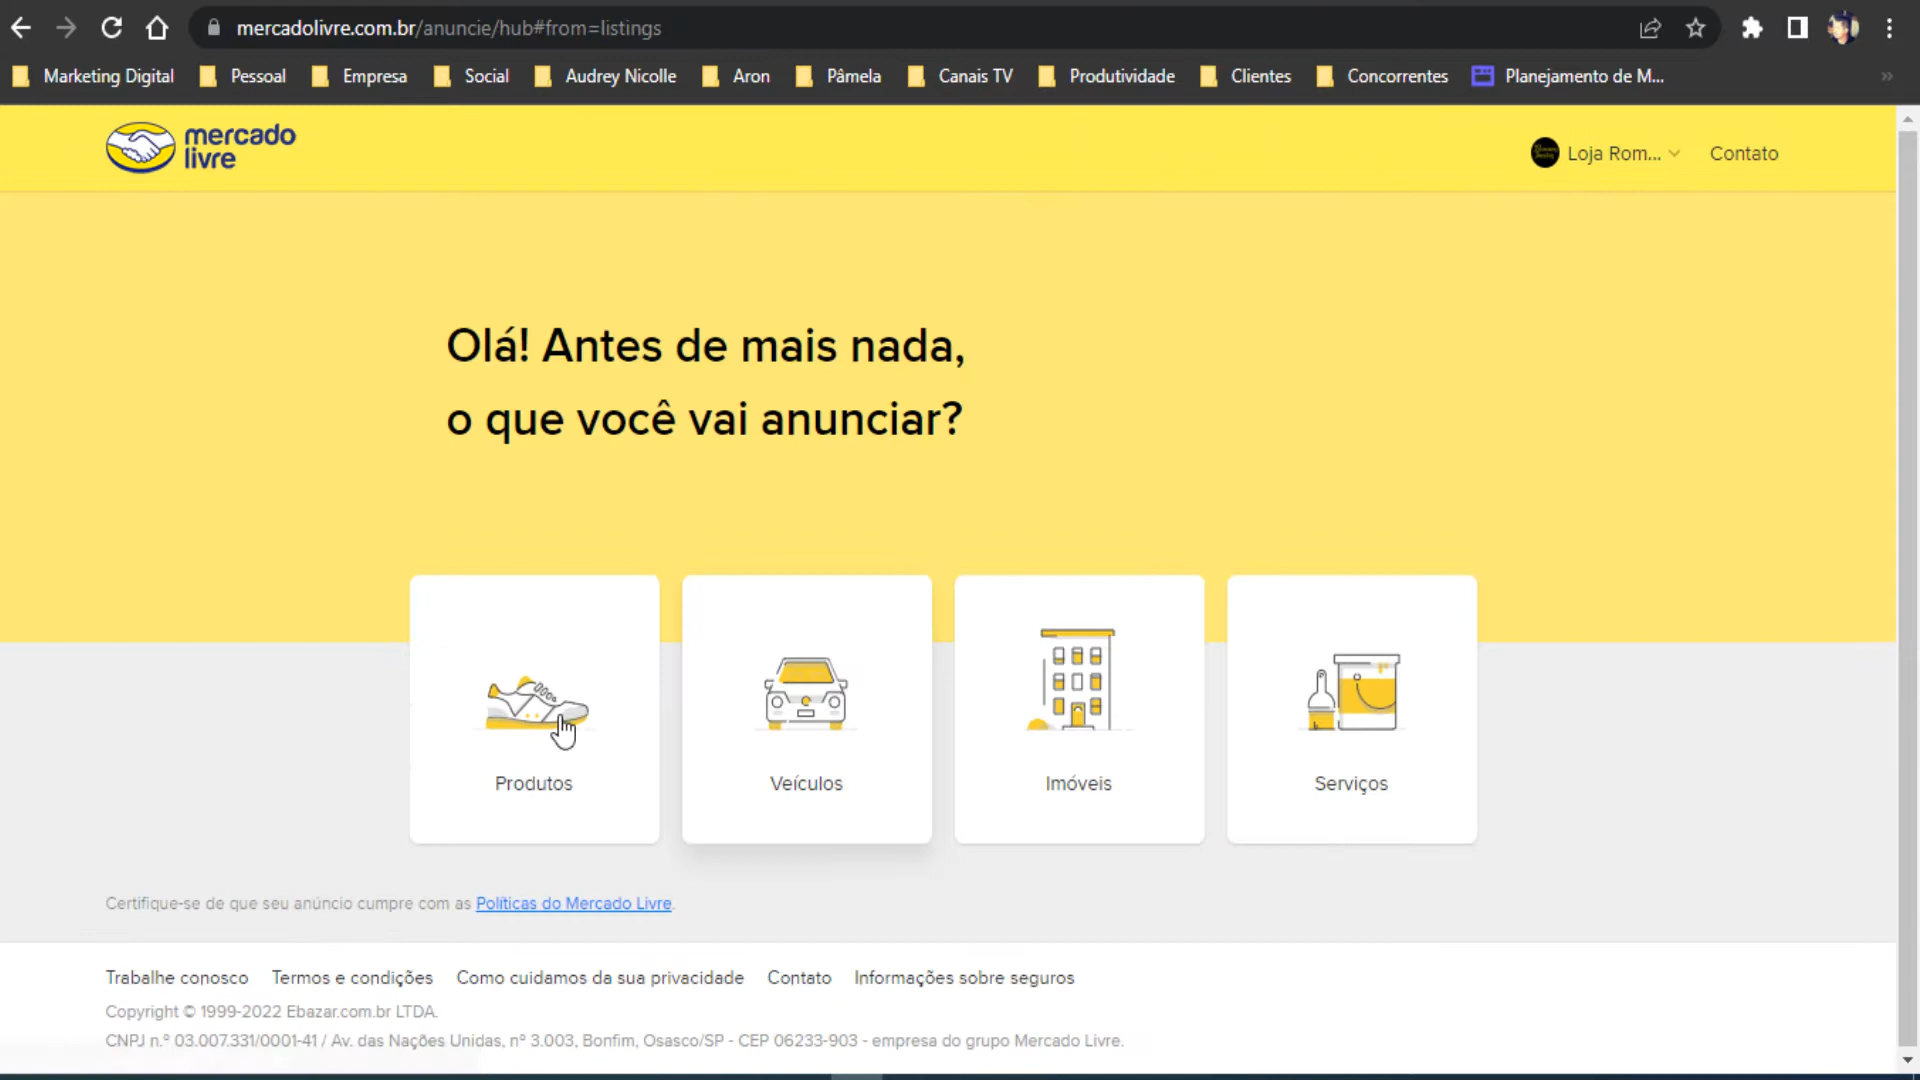 mercadolivre.com.br/anuncie/hub#from=listings
Marketing Digital Pessoal Empresa Social Audrey Nicolle Aron Pâmela Canais TV Produtividade Clientes Concorrentes Planejamento de M...
mercado
livre
Loja Rom... Contato
Olá! Antes de mais nada,
o que você vai anunciar?
Produtos Veículos Imóveis Serviços
Certifique-se de que seu anúncio cumpre com as Políticas do Mercado Livre.
Trabalhe conosco Termos e condições Como cuidamos da sua privacidade Contato Informações sobre seguros
Copyright © 1999-2022 Ebazar.com.br LTDA.
CNPJ n.º 03.007.331/0001-41 / Av. das Nações Unidas, nº 3.003, Bonfim, Osasco/SP - CEP 06233-903 - empresa do grupo Mercado Livre.